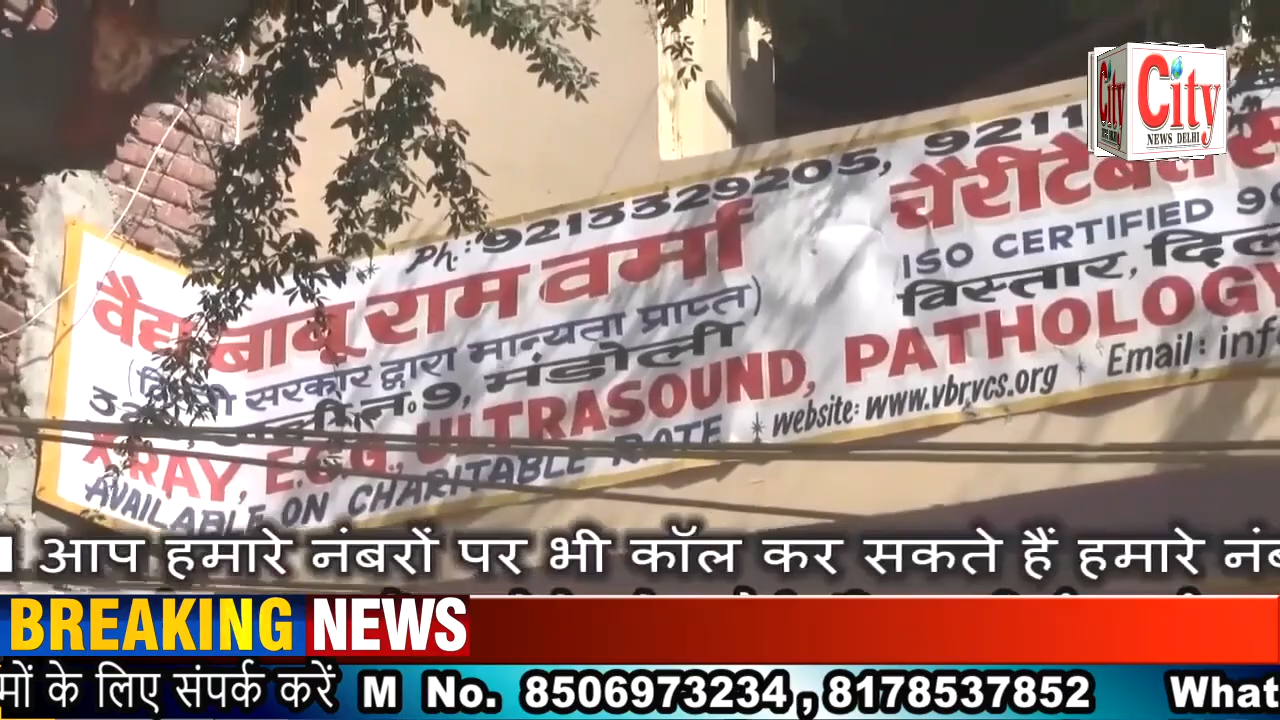 City
NEWS DELHI
Ph.: 9213329205, 9211
वैद्य बाबू राम वर्मा चैरीटेबल
(दिल्ली सरकार द्वारा मान्यता प्राप्त) ISO CERTIFIED
गली नं० 9, मंडोली विस्तार,
X-RAY, E.C.G., ULTRASOUND, PATHOLOGY
AVAILABLE ON CHARITABLE RATE * website: www.vbrvcs.org * Email:
आप हमारे नंबरों पर भी कॉल कर सकते हैं हमारे
BREAKING NEWS
के लिए संपर्क करें M No. 8506973234 , 8178537852